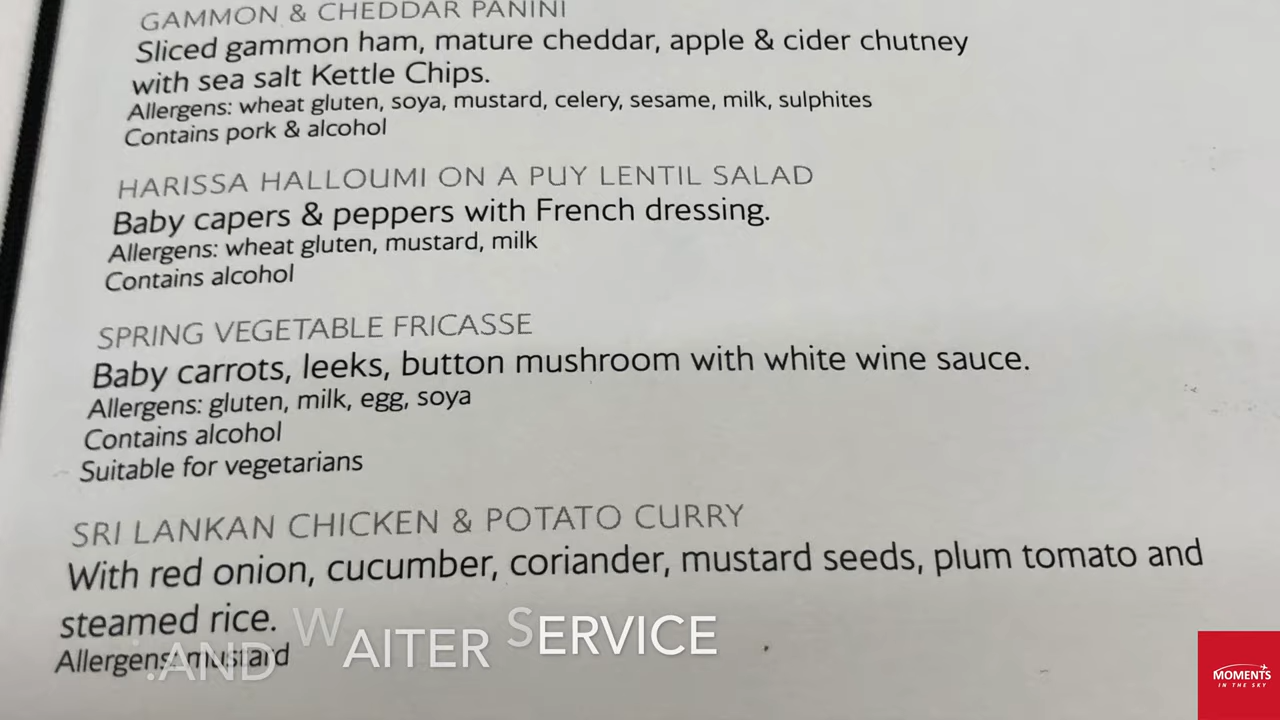 GAMMON & CHEDDAR PANINI
Sliced gammon ham, mature cheddar, apple & cider chutney
with sea salt Kettle Chips.
Allergens: wheat gluten, soya, mustard, celery, sesame, milk, sulphites
Contains pork & alcohol
HARISSA HALLOUMI ON A PUY LENTIL SALAD
Baby capers & peppers with French dressing.
Allergens: wheat gluten, mustard, milk
Contains alcohol
SPRING VEGETABLE FRICASSE
Baby carrots, leeks, button mushroom with white wine sauce.
Allergens: gluten, milk, egg, soya
Contains alcohol
Suitable for vegetarians
SRI LANKAN CHICKEN & POTATO CURRY
With red onion, cucumber, coriander, mustard seeds, plum tomato and
steamed rice.
Allergens: mustard
AND WAITER SERVICE
MOMENTS
IN THE SKY